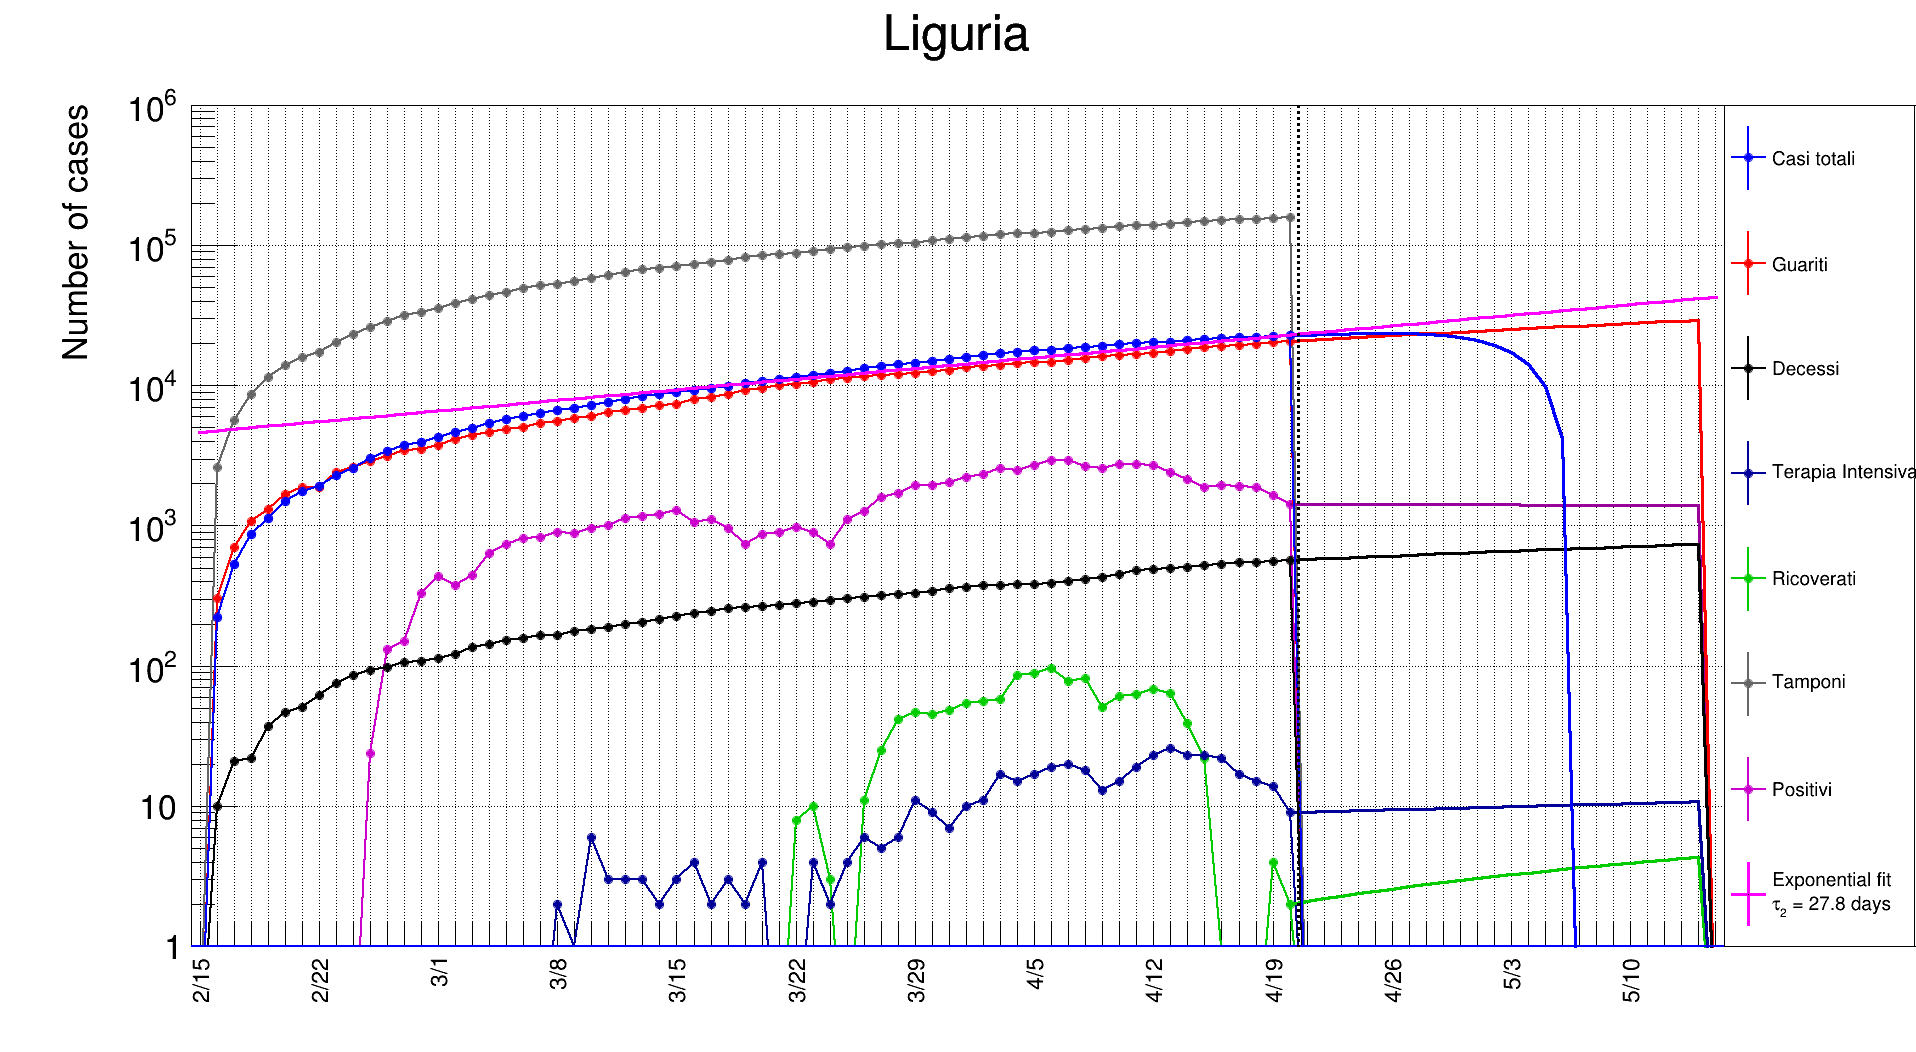 Liguria
Number of cases
10^6
10^5
10^4
10^3
10^2
10
1
2/15
2/22
3/1
3/8
3/15
3/22
3/29
4/5
4/12
4/19
4/26
5/3
5/10
Casi totali
Guariti
Decessi
Terapia Intensiva
Ricoverati
Tamponi
Positivi
Exponential fit
τ₂ = 27.8 days